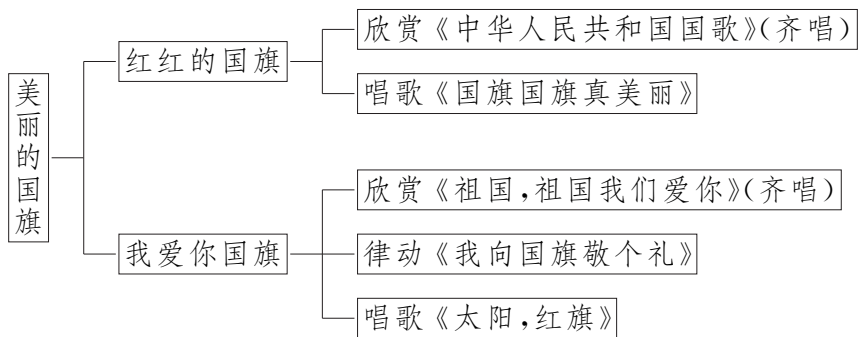 美丽的国旗
红红的国旗
欣赏《中华人民共和国国歌》(齐唱)
唱歌《国旗国旗真美丽》
我爱你国旗
欣赏《祖国,祖国我们爱你》(齐唱)
律动《我向国旗敬个礼》
唱歌《太阳,红旗》